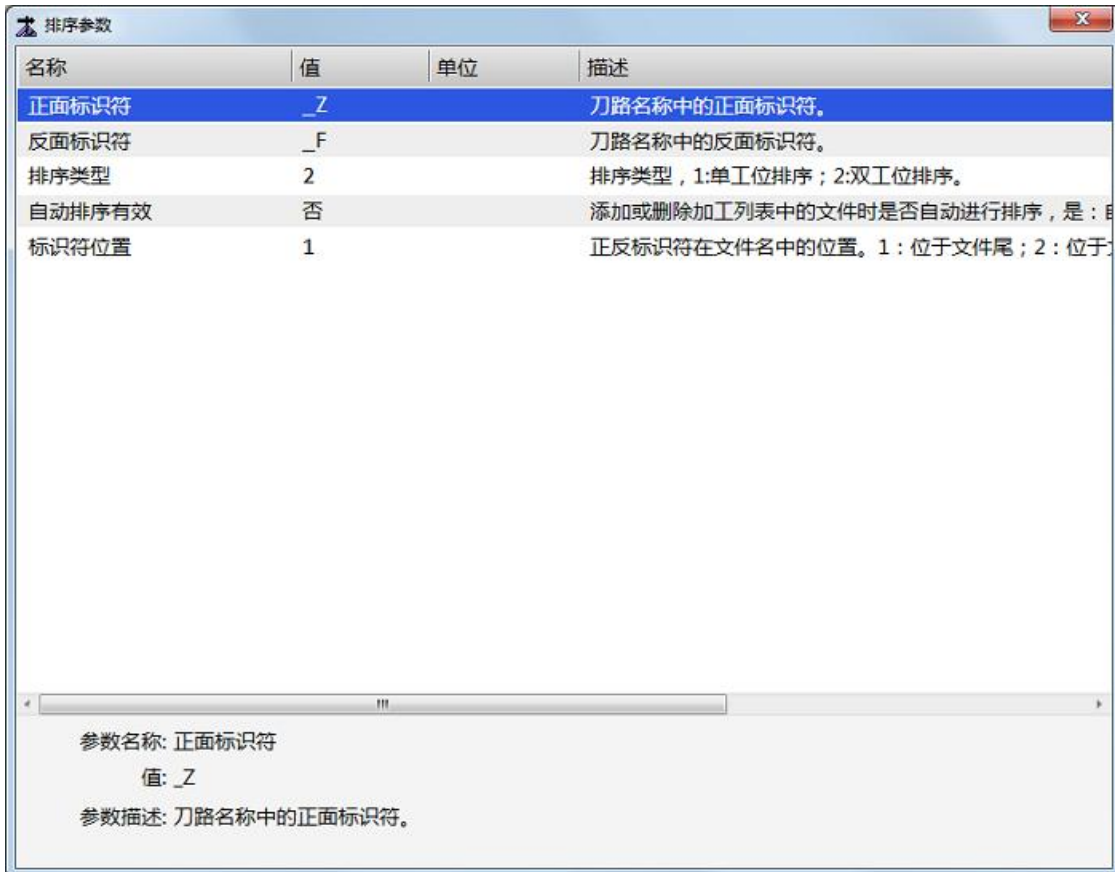 排序参数
名称 值 单位 描述
正面标识符 _Z 刀路名称中的正面标识符。
反面标识符 _F 刀路名称中的反面标识符。
排序类型 2 排序类型，1:单工位排序；2:双工位排序。
自动排序有效 否 添加或删除加工列表中的文件时是否自动进行排序，是：
标识符位置 1 正反标识符在文件名中的位置。1：位于文件尾；2：位于
参数名称: 正面标识符
值: _Z
参数描述: 刀路名称中的正面标识符。